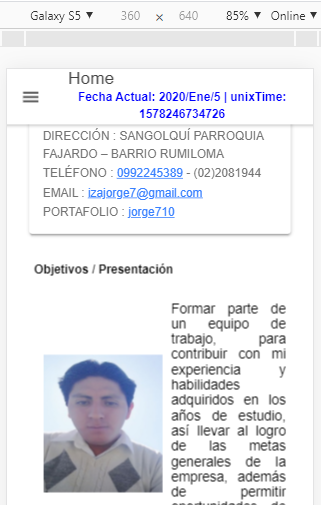 Galaxy S5 ▼ 360 × 640 85% ▼ Online ▼
Home
Fecha Actual: 2020/Ene/5 | unixTime:
1578246734726
DIRECCIÓN : SANGOLQUÍ PARROQUIA
FAJARDO – BARRIO RUMILOMA
TELÉFONO : 0992245389 - (02)2081944
EMAIL : izajorge7@gmail.com
PORTAFOLIO : jorge710
Objetivos / Presentación
Formar parte de
un equipo de
trabajo, para
contribuir con mi
experiencia y
habilidades
adquiridos en los
años de estudio,
así llevar al logro
de las metas
generales de la
empresa, además
de permitir
oportunidades de